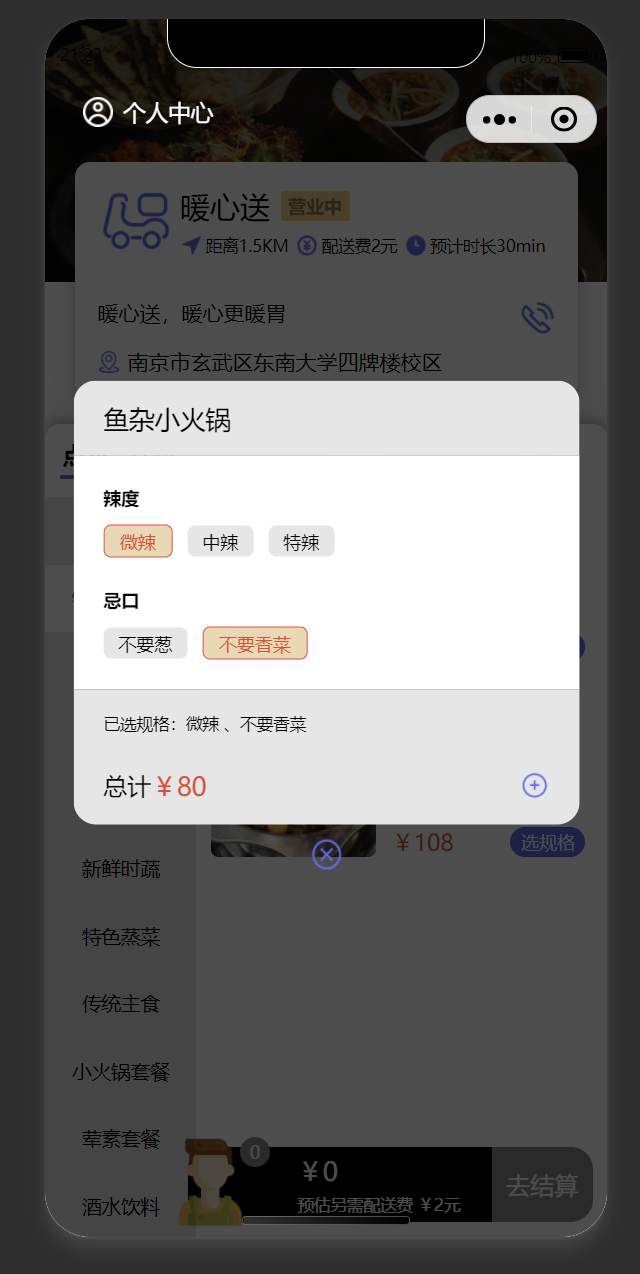 21:23
100%
个人中心
暖心送 营业中
距离1.5KM 配送费2元 预计时长30min
暖心送，暖心更暖胃
南京市玄武区东南大学四牌楼校区
鱼杂小火锅
辣度
微辣 中辣 特辣
忌口
不要葱 不要香菜
已选规格：微辣 、不要香菜
总计 ￥80
￥108 选规格
新鲜时蔬
特色蒸菜
传统主食
小火锅套餐
荤素套餐
酒水饮料
0
￥0
预估另需配送费 ￥2元
去结算